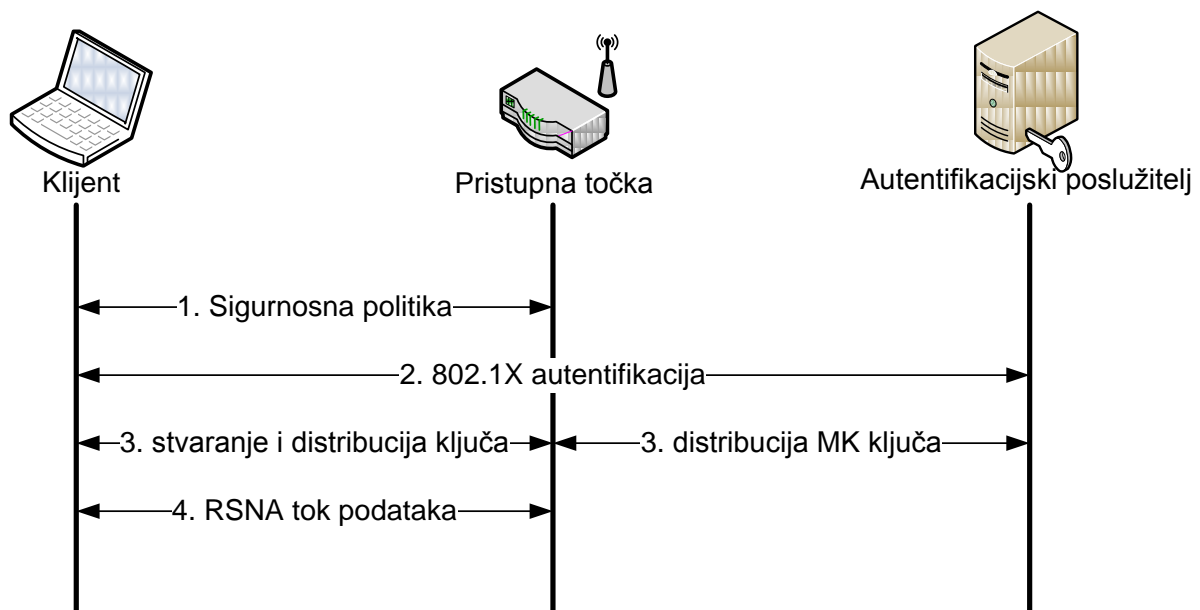 Klijent
Pristupna točka
Autentifikacijski poslužitelj
1. Sigurnosna politika
2. 802.1X autentifikacija
3. stvaranje i distribucija ključa
3. distribucija MK ključa
4. RSNA tok podataka